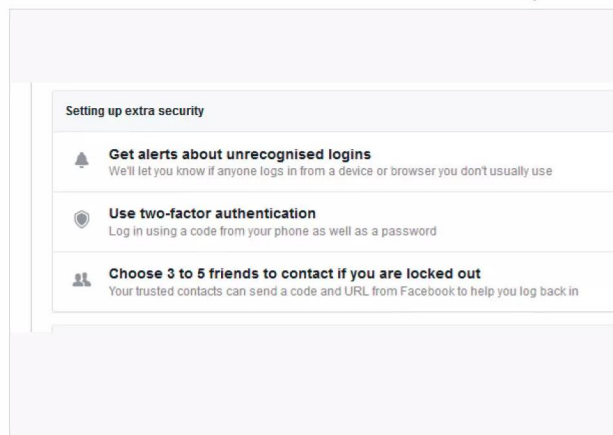 Setting up extra security
Get alerts about unrecognised logins
We'll let you know if anyone logs in from a device or browser you don't usually use
Use two-factor authentication
Log in using a code from your phone as well as a password
Choose 3 to 5 friends to contact if you are locked out
Your trusted contacts can send a code and URL from Facebook to help you log back in